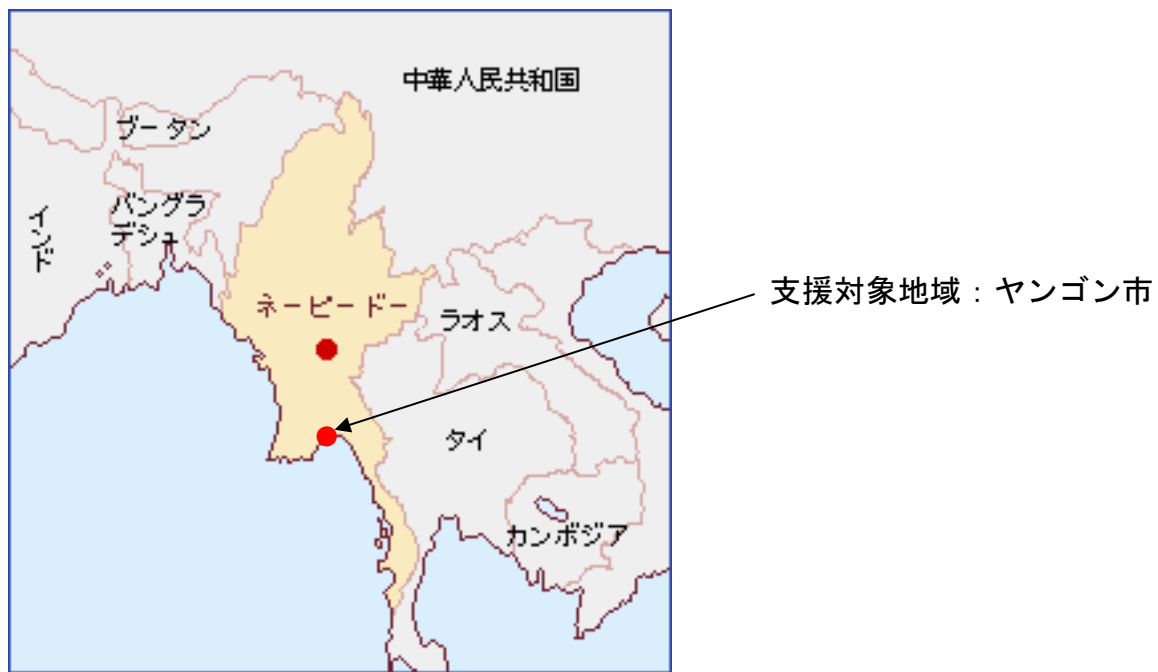 中華人民共和国
ブータン
バングラ
デシュ
インド
ネーピードー
ラオス
支援対象地域：ヤンゴン市
タイ
カンボジア